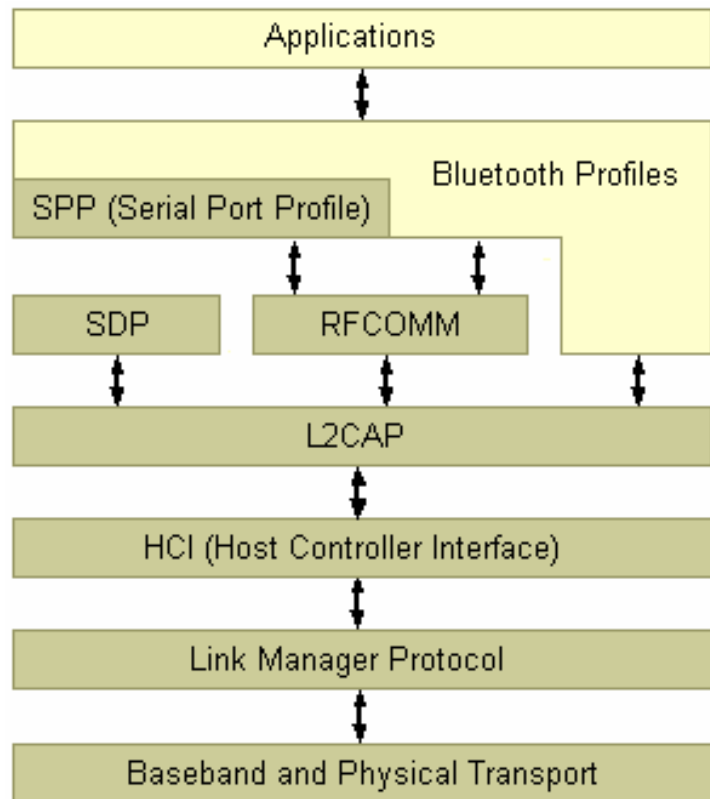 Applications
Bluetooth Profiles
SPP (Serial Port Profile)
SDP
RFCOMM
L2CAP
HCI (Host Controller Interface)
Link Manager Protocol
Baseband and Physical Transport